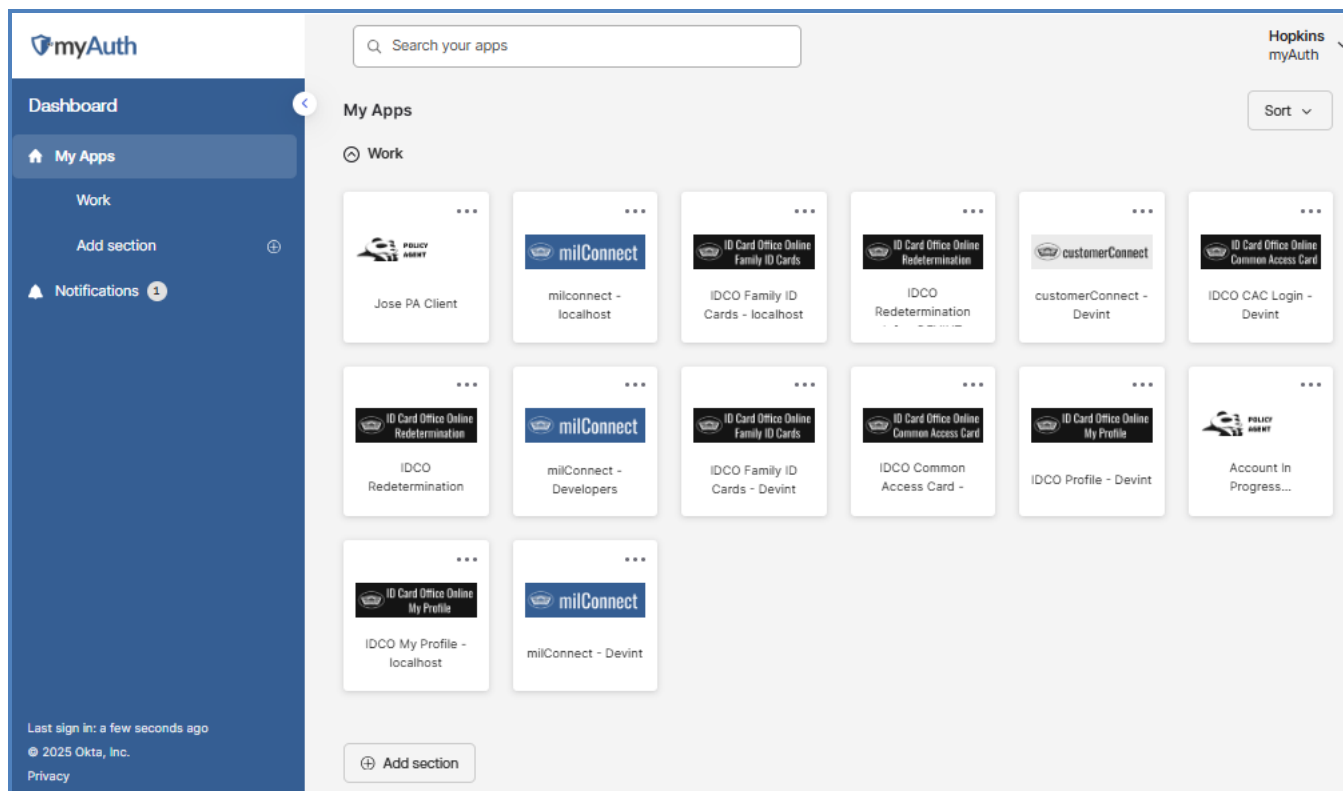 myAuth
Search your apps
Hopkins
myAuth
Dashboard
My Apps
Work
Add section
Notifications 1
Last sign in: a few seconds ago
© 2025 Okta, Inc.
Privacy
My Apps
Sort
Work
POLICY
AGENT
Jose PA Client
milConnect
milconnect -
localhost
ID Card Office Online
Family ID Cards
IDCO Family ID
Cards - localhost
ID Card Office Online
Redetermination
IDCO
Redetermination
customerConnect
customerConnect -
Devint
ID Card Office Online
Common Access Card
IDCO CAC Login -
Devint
ID Card Office Online
Redetermination
IDCO
Redetermination
milConnect
milConnect -
Developers
ID Card Office Online
Family ID Cards
IDCO Family ID
Cards - Devint
ID Card Office Online
Common Access Card
IDCO Common
Access Card -
ID Card Office Online
My Profile
IDCO Profile - Devint
POLICY
AGENT
Account In
Progress...
ID Card Office Online
My Profile
IDCO My Profile -
localhost
milConnect
milConnect - Devint
Add section